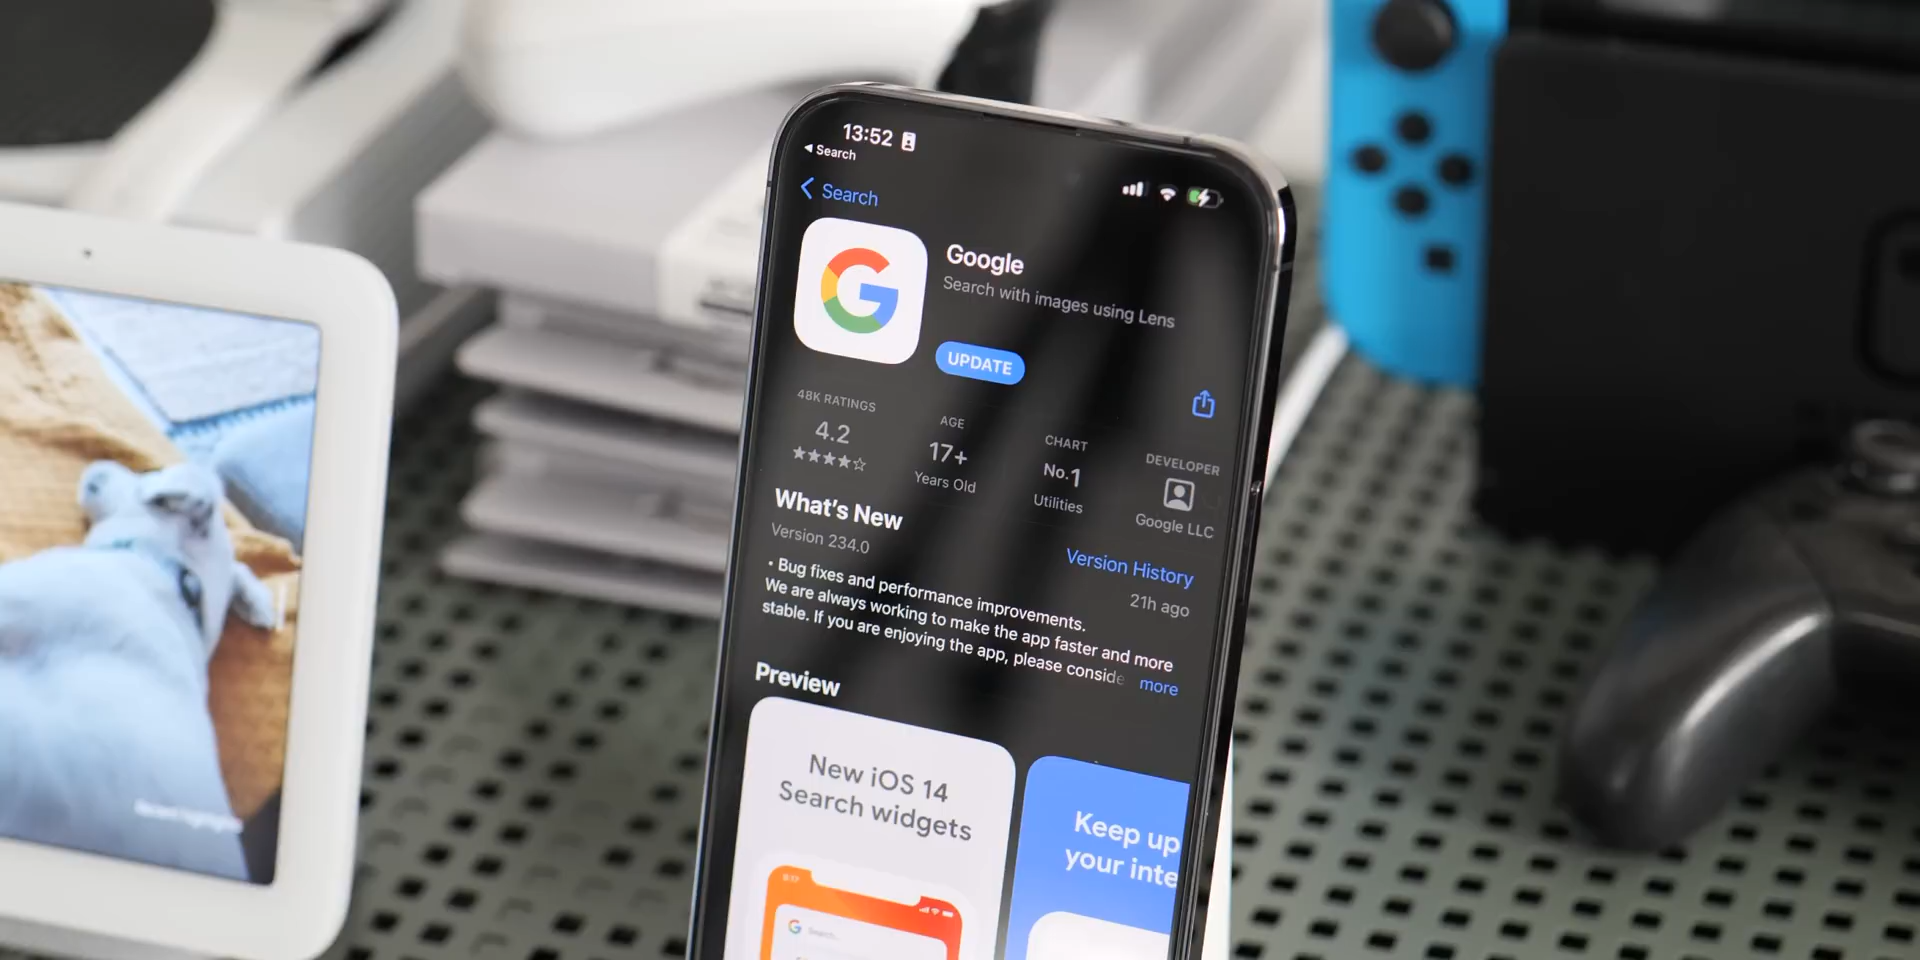 13:52
Search
Search
Google
Search with images using Lens
UPDATE
48K RATINGS
4.2
AGE
17+
Years Old
CHART
No.1
Utilities
DEVELOPER
Google LLC
What's New
Version History
Version 234.0
21h ago
• Bug fixes and performance improvements.
We are always working to make the app faster and more
stable. If you are enjoying the app, please conside
more
Preview
New iOS 14
Search widgets
Keep up
your inte